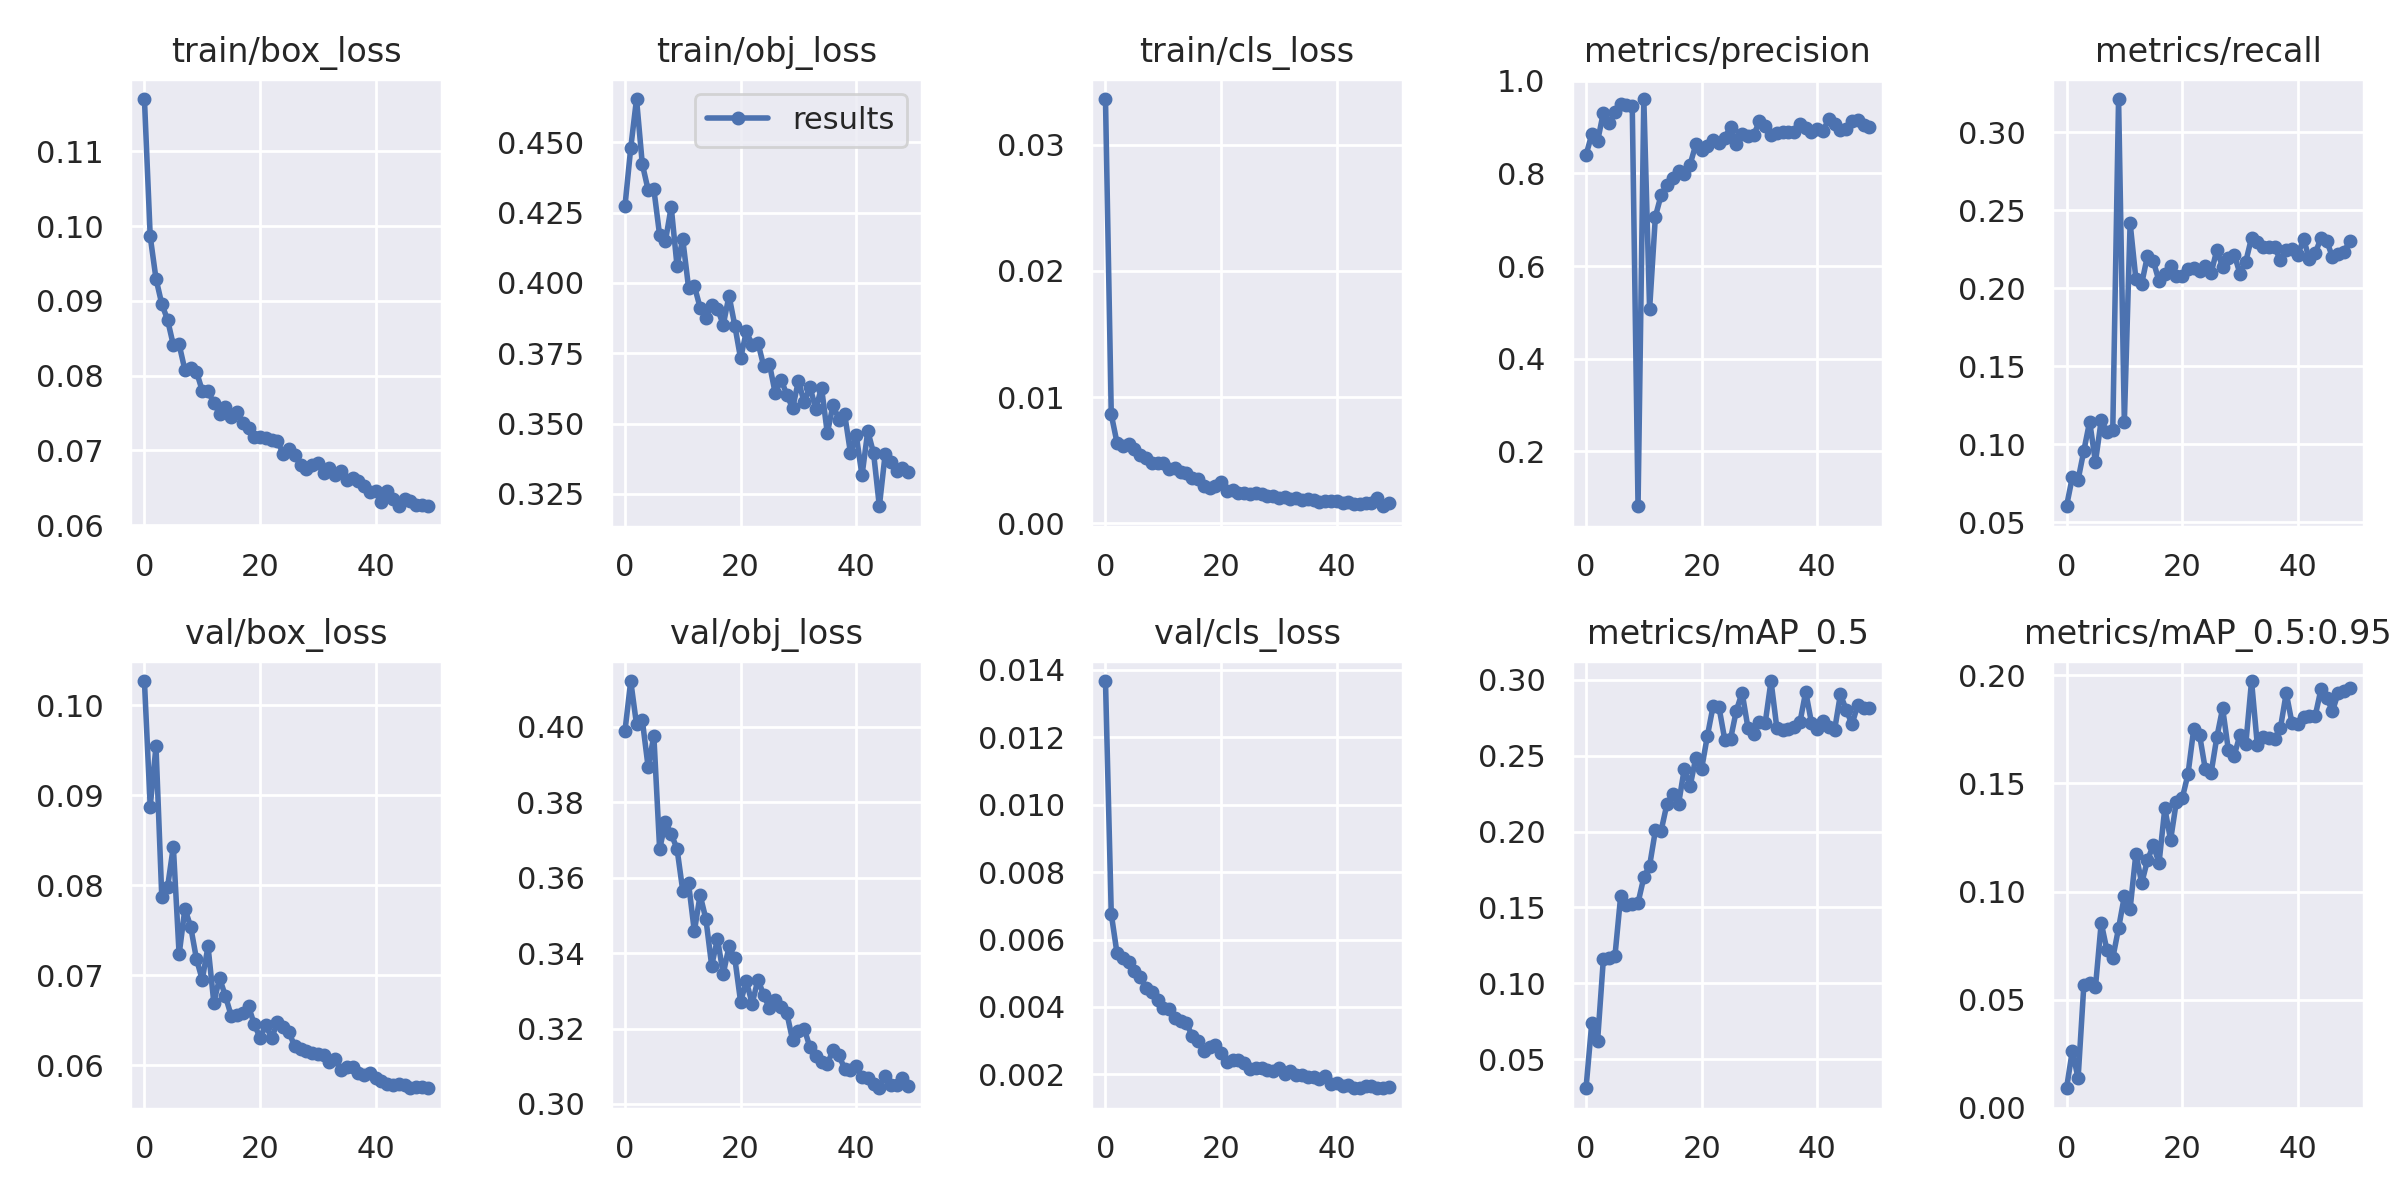 train/box_loss
0.11
0.10
0.09
0.08
0.07
0.06
0 20 40
train/obj_loss
results
0.450
0.425
0.400
0.375
0.350
0.325
0 20 40
train/cls_loss
0.03
0.02
0.01
0.00
0 20 40
metrics/precision
1.0
0.8
0.6
0.4
0.2
0 20 40
metrics/recall
0.30
0.25
0.20
0.15
0.10
0.05
0 20 40
val/box_loss
0.10
0.09
0.08
0.07
0.06
0 20 40
val/obj_loss
0.40
0.38
0.36
0.34
0.32
0.30
0 20 40
val/cls_loss
0.014
0.012
0.010
0.008
0.006
0.004
0.002
0 20 40
metrics/mAP_0.5
0.30
0.25
0.20
0.15
0.10
0.05
0 20 40
metrics/mAP_0.5:0.95
0.20
0.15
0.10
0.05
0.00
0 20 40